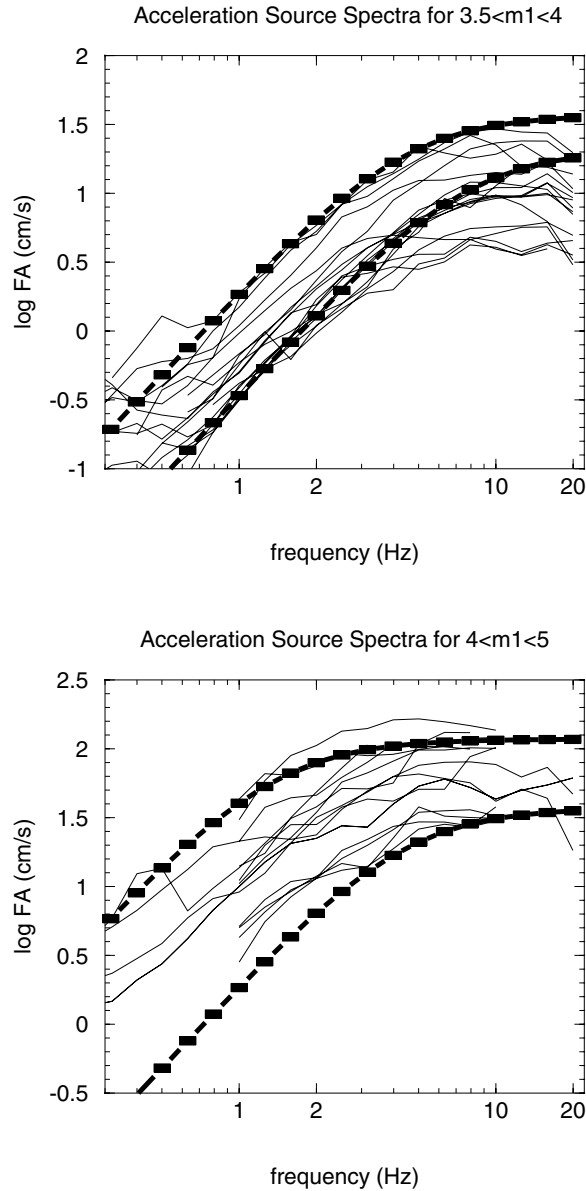 Acceleration Source Spectra for 3.5<m1<4
2
1.5
1
0.5
0
-0.5
-1
log FA (cm/s)
1 2 10 20
frequency (Hz)
Acceleration Source Spectra for 4<m1<5
2.5
2
1.5
1
0.5
0
-0.5
log FA (cm/s)
1 2 10 20
frequency (Hz)